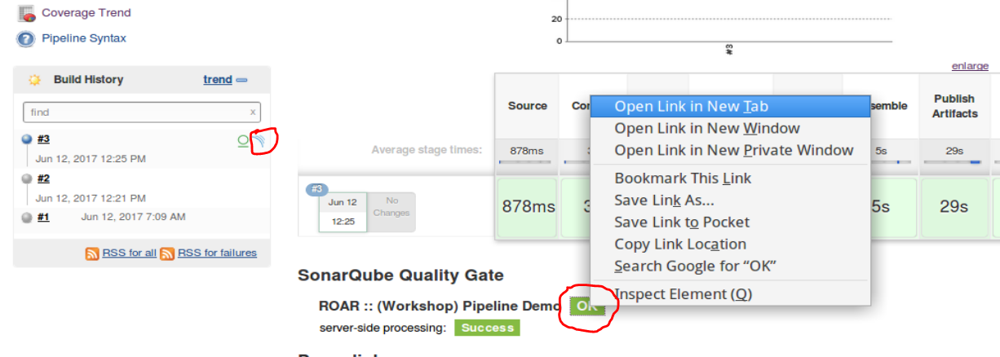 Coverage Trend
Pipeline Syntax
Build History trend
find x
#3
Jun 12, 2017 12:25 PM
#2
Jun 12, 2017 12:21 PM
#1 Jun 12, 2017 7:09 AM
RSS for all RSS for failures
20
0
#3
enlarge
Source
Publish
Artifacts
Average stage times:
878ms
5s
29s
#3
Jun 12
12:25
No
Changes
878ms
5s
29s
Open Link in New Tab
Open Link in New Window
Open Link in New Private Window
Bookmark This Link
Save Link As...
Save Link to Pocket
Copy Link Location
Search Google for “OK”
Inspect Element (Q)
SonarQube Quality Gate
ROAR :: (Workshop) Pipeline Demo OK
server-side processing: Success